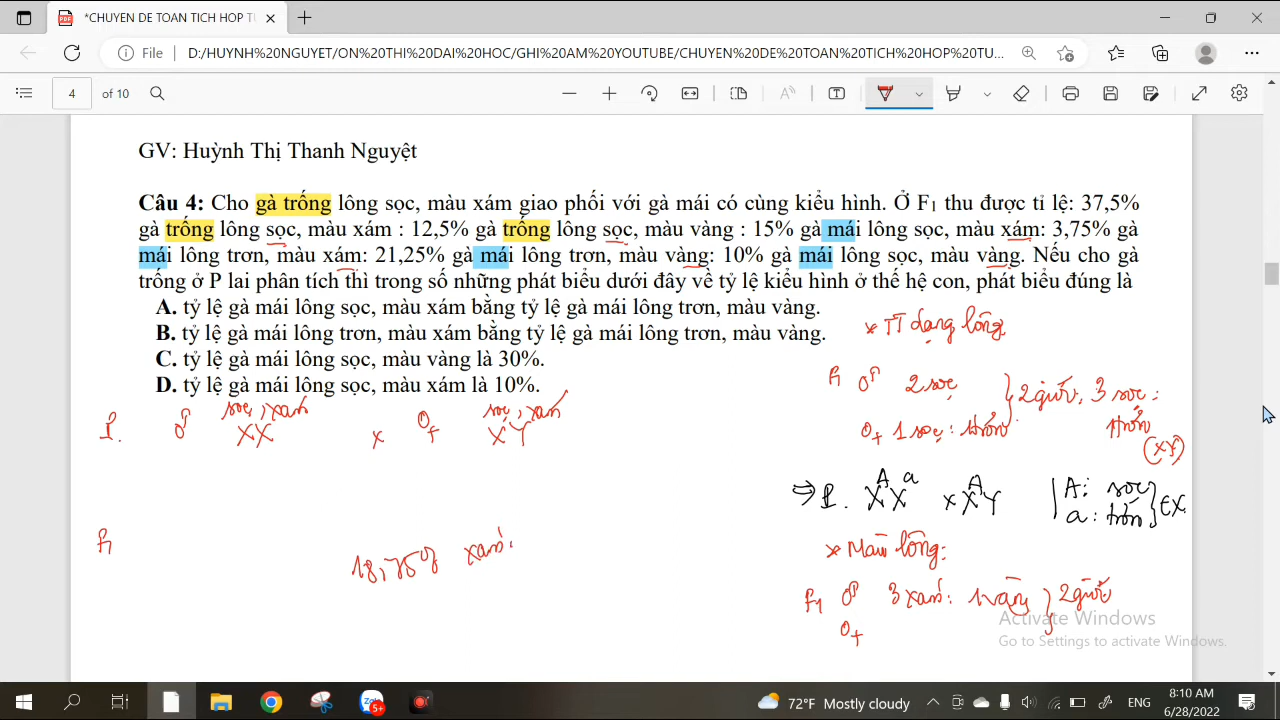 *CHUYEN DE TOAN TICH HOP TU
File
D:/HUYNH%20NGUYET/ON%20THI%20DAI%20HOC/GHI%20AM%20YOUTUBE/CHUYEN%20DE%20TOAN%20TICH%20HOP%20TU...
4 of 10
GV: Huỳnh Thị Thanh Nguyệt
Câu 4: Cho gà trống lông sọc, màu xám giao phối với gà mái có cùng kiểu hình. Ở F1 thu được tỉ lệ: 37,5%
gà trống lông sọc, màu xám : 12,5% gà trống lông sọc, màu vàng : 15% gà mái lông sọc, màu xám: 3,75% gà
mái lông trơn, màu xám: 21,25% gà mái lông trơn, màu vàng: 10% gà mái lông sọc, màu vàng. Nếu cho gà
trống ở P lai phân tích thì trong số những phát biểu dưới đây về tỷ lệ kiểu hình ở thế hệ con, phát biểu đúng là
A. tỷ lệ gà mái lông sọc, màu xám bằng tỷ lệ gà mái lông trơn, màu vàng.
B. tỷ lệ gà mái lông trơn, màu xám bằng tỷ lệ gà mái lông trơn, màu vàng.
C. tỷ lệ gà mái lông sọc, màu vàng là 30%.
D. tỷ lệ gà mái lông sọc, màu xám là 10%.
* TT dạng lông
F1 ♂ 2 sọc } 2 giới, 3 sọc :
♀ 1 sọc : 1 trơn 1 trơn
(XY)
P. ♂ sọc, xám XX x ♀ sọc, xám XY
⇒ P. X^A X^a x X^A Y | A: sọc
a: trơn } ∈ X
* Màu lông:
F1 18,75% xám
F1 ♂ 3 xám : 1 vàng } 2 giới
♀
Activate Windows
Go to Settings to activate Windows.
72°F Mostly cloudy
ENG
8:10 AM
6/28/2022
5+